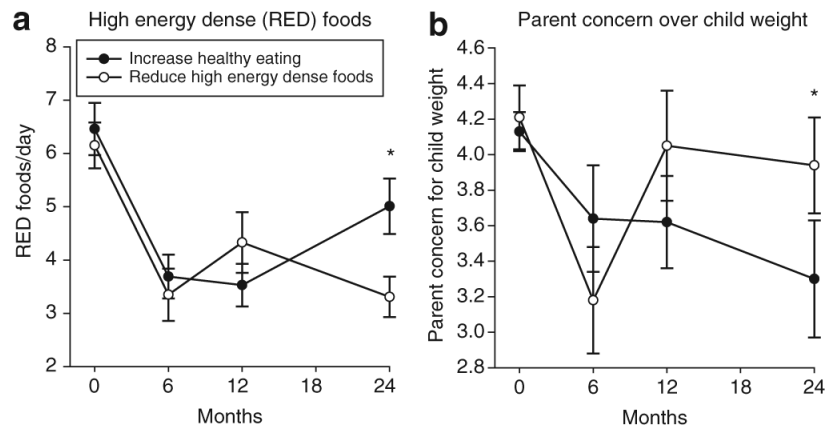 a
High energy dense (RED) foods
Increase healthy eating
Reduce high energy dense foods
RED foods/day
8
7
6
5
4
3
2
*
0 6 12 18 24
Months
b
Parent concern over child weight
Parent concern for child weight
4.6
4.4
4.2
4.0
3.8
3.6
3.4
3.2
3.0
2.8
*
0 6 12 18 24
Months